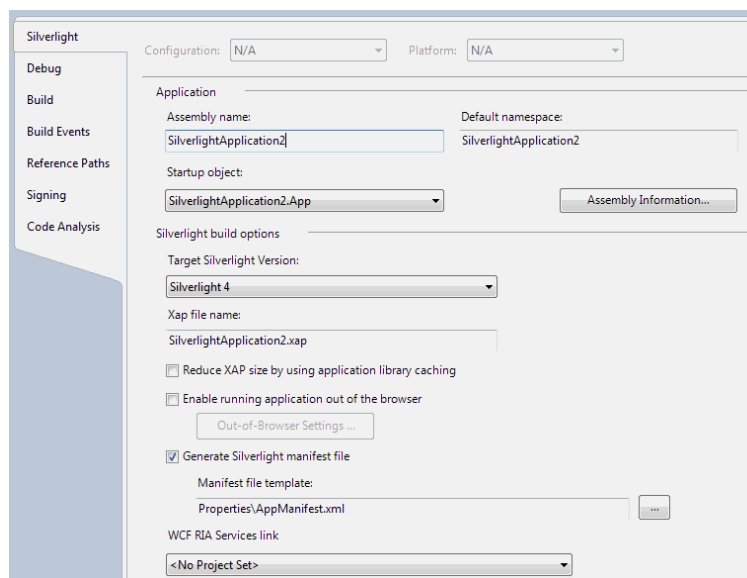 Silverlight
Debug
Build
Build Events
Reference Paths
Signing
Code Analysis
Configuration: N/A Platform: N/A
Application
Assembly name: Default namespace:
SilverlightApplication2 SilverlightApplication2
Startup object:
SilverlightApplication2.App Assembly Information...
Silverlight build options
Target Silverlight Version:
Silverlight 4
Xap file name:
SilverlightApplication2.xap
Reduce XAP size by using application library caching
Enable running application out of the browser
Out-of-Browser Settings ...
Generate Silverlight manifest file
Manifest file template:
Properties\AppManifest.xml ...
WCF RIA Services link
<No Project Set>